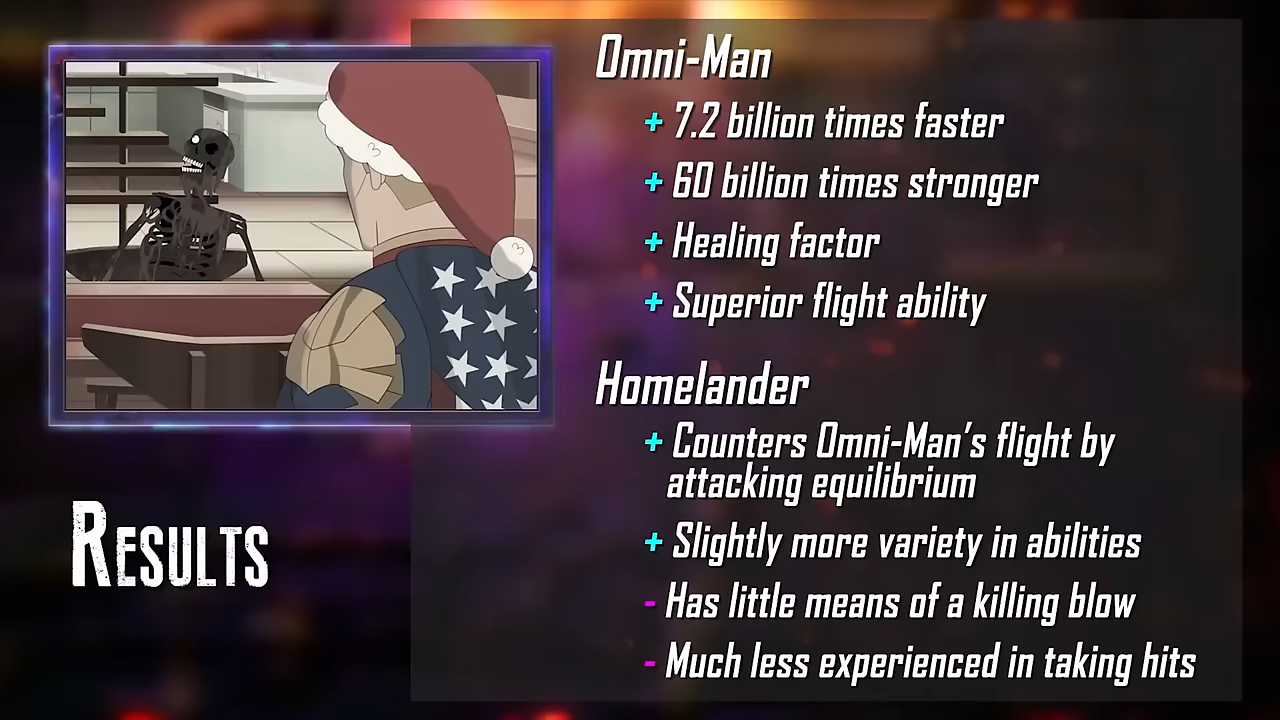 Omni-Man
+ 7.2 billion times faster
+ 60 billion times stronger
+ Healing factor
+ Superior flight ability
Homelander
+ Counters Omni-Man's flight by
attacking equilibrium
+ Slightly more variety in abilities
- Has little means of a killing blow
- Much less experienced in taking hits
Results